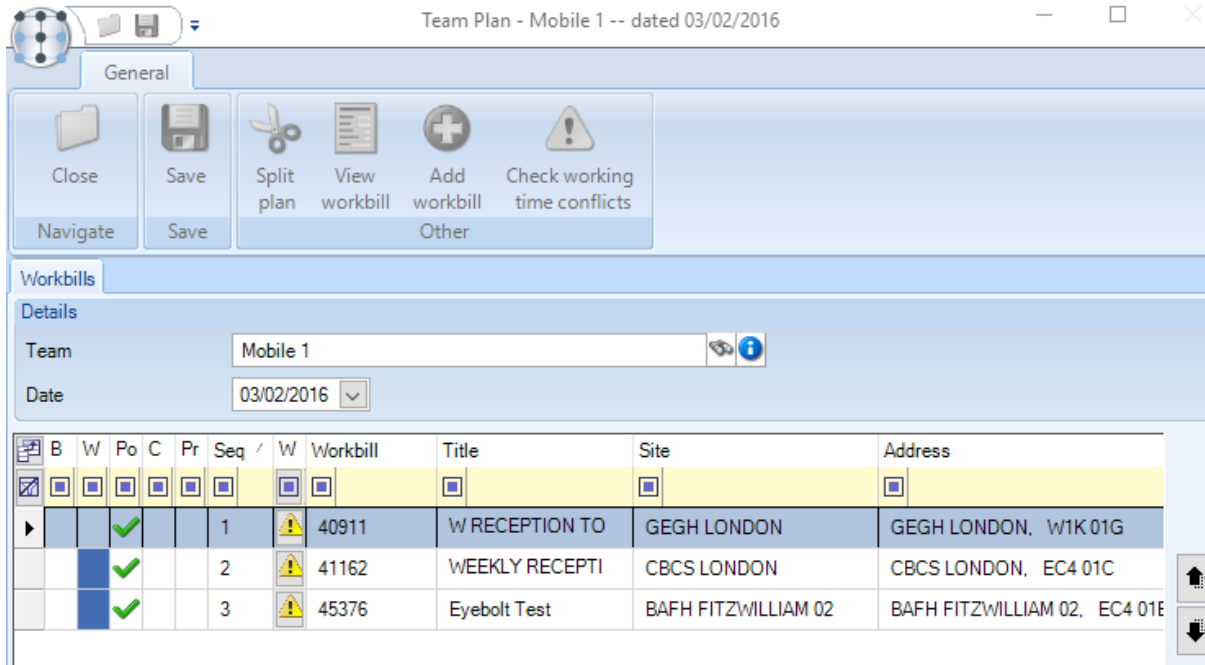 Team Plan - Mobile 1 -- dated 03/02/2016
General
Close Save Split plan View workbill Add workbill Check working time conflicts
Navigate Save Other
Workbills
Details
Team Mobile 1
Date 03/02/2016
B W Po C Pr Seq W Workbill Title Site Address
1 40911 W RECEPTION TO GEGH LONDON GEGH LONDON, W1K 01G
2 41162 WEEKLY RECEPTI CBCS LONDON CBCS LONDON, EC4 01C
3 45376 Eyebolt Test BAFH FITZWILLIAM 02 BAFH FITZWILLIAM 02, EC4 01E